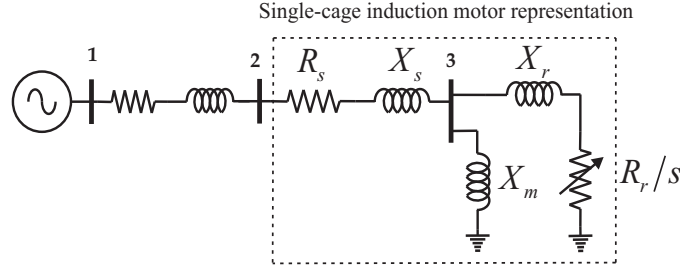 Single-cage induction motor representation
1
2
R_s
X_s
3
X_r
X_m
R_r/s